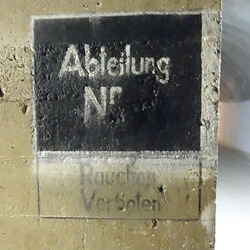 Abteilung
Nr
Rauchen
Verboten